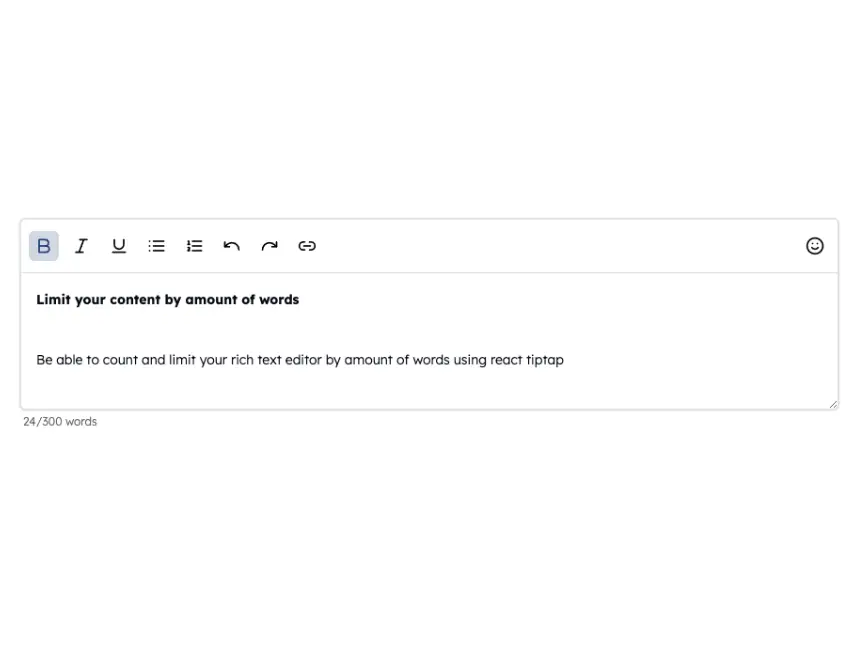 B I U
Limit your content by amount of words
Be able to count and limit your rich text editor by amount of words using react tiptap
24/300 words